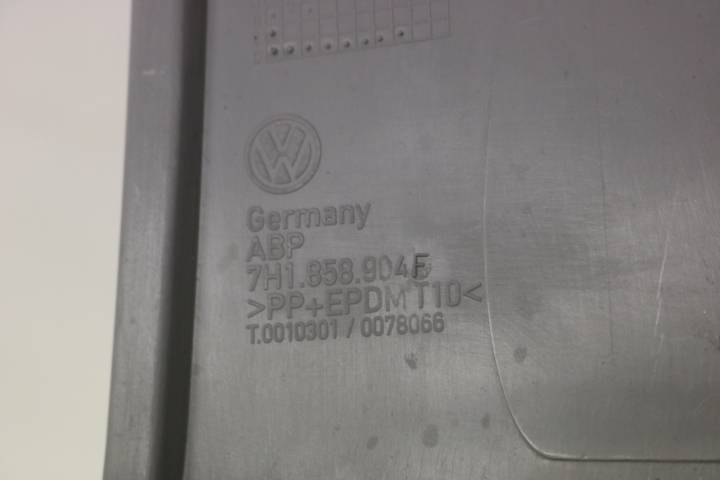 Germany
ABP
7H1.858.904F
>PP+EPDM T10<
T.0010301 / 0078066